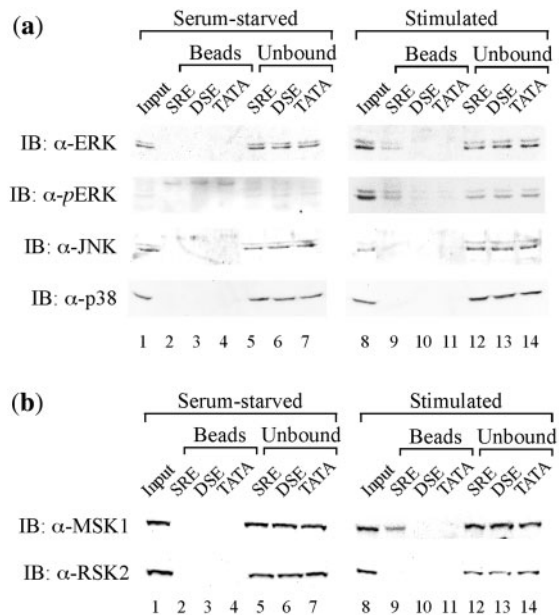 (a)
Serum-starved Stimulated
Beads Unbound Beads Unbound
Input SRE DSE TATA SRE DSE TATA Input SRE DSE TATA SRE DSE TATA
IB: α-ERK
IB: α-pERK
IB: α-JNK
IB: α-p38
1 2 3 4 5 6 7 8 9 10 11 12 13 14
(b)
Serum-starved Stimulated
Beads Unbound Beads Unbound
Input SRE DSE TATA SRE DSE TATA Input SRE DSE TATA SRE DSE TATA
IB: α-MSK1
IB: α-RSK2
1 2 3 4 5 6 7 8 9 10 11 12 13 14